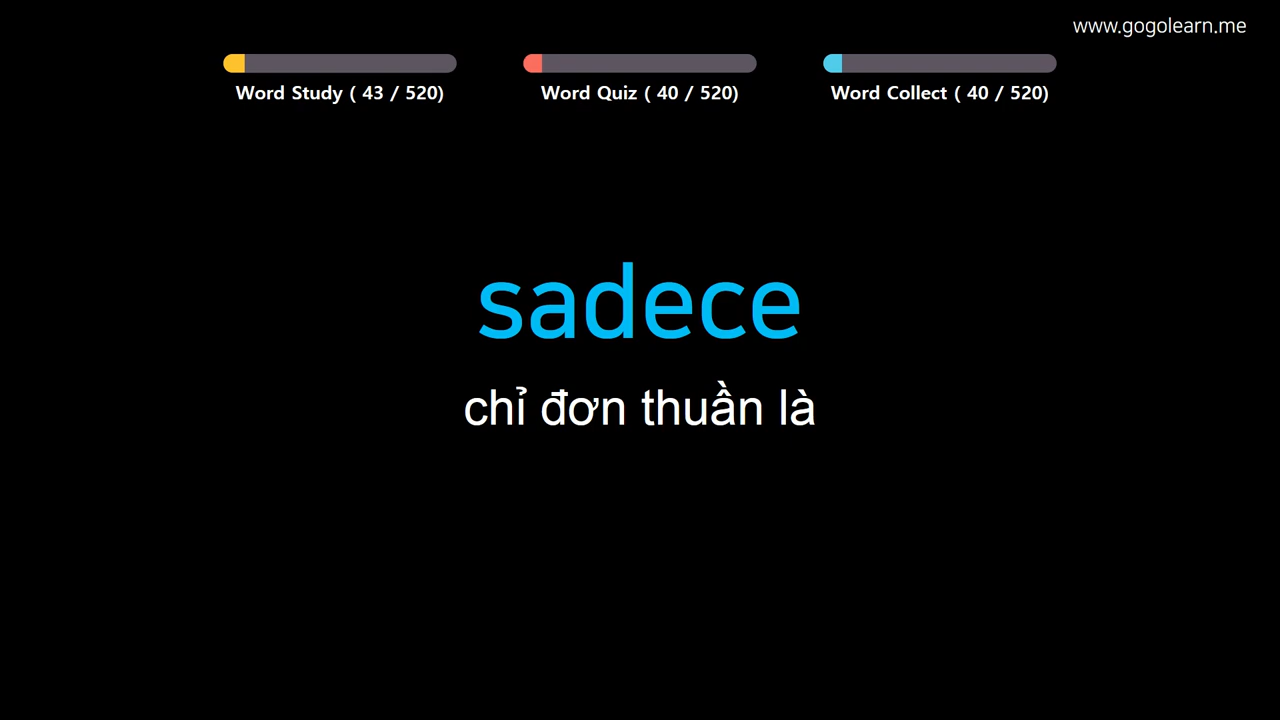 www.gogolearn.me
Word Study ( 43 / 520)
Word Quiz ( 40 / 520)
Word Collect ( 40 / 520)
sadece
chỉ đơn thuần là